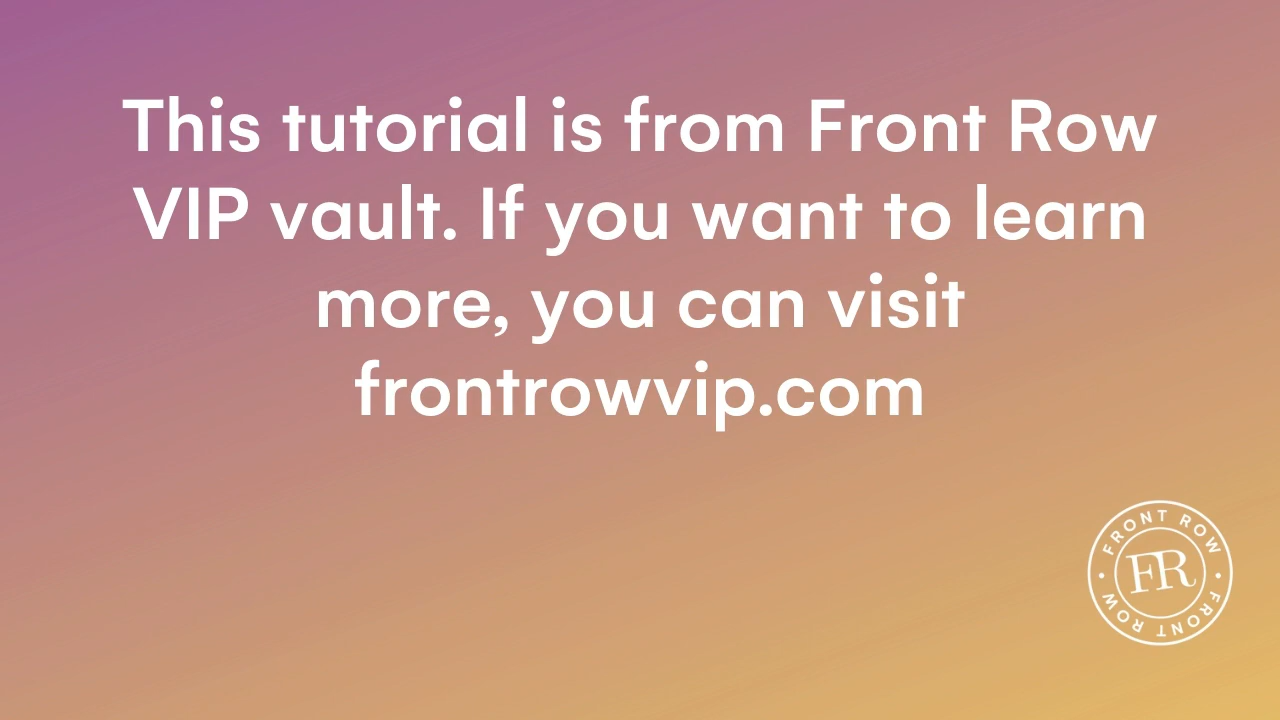 This tutorial is from Front Row
VIP vault. If you want to learn
more, you can visit
frontrowvip.com
FRONT ROW
FR
FRONT ROW